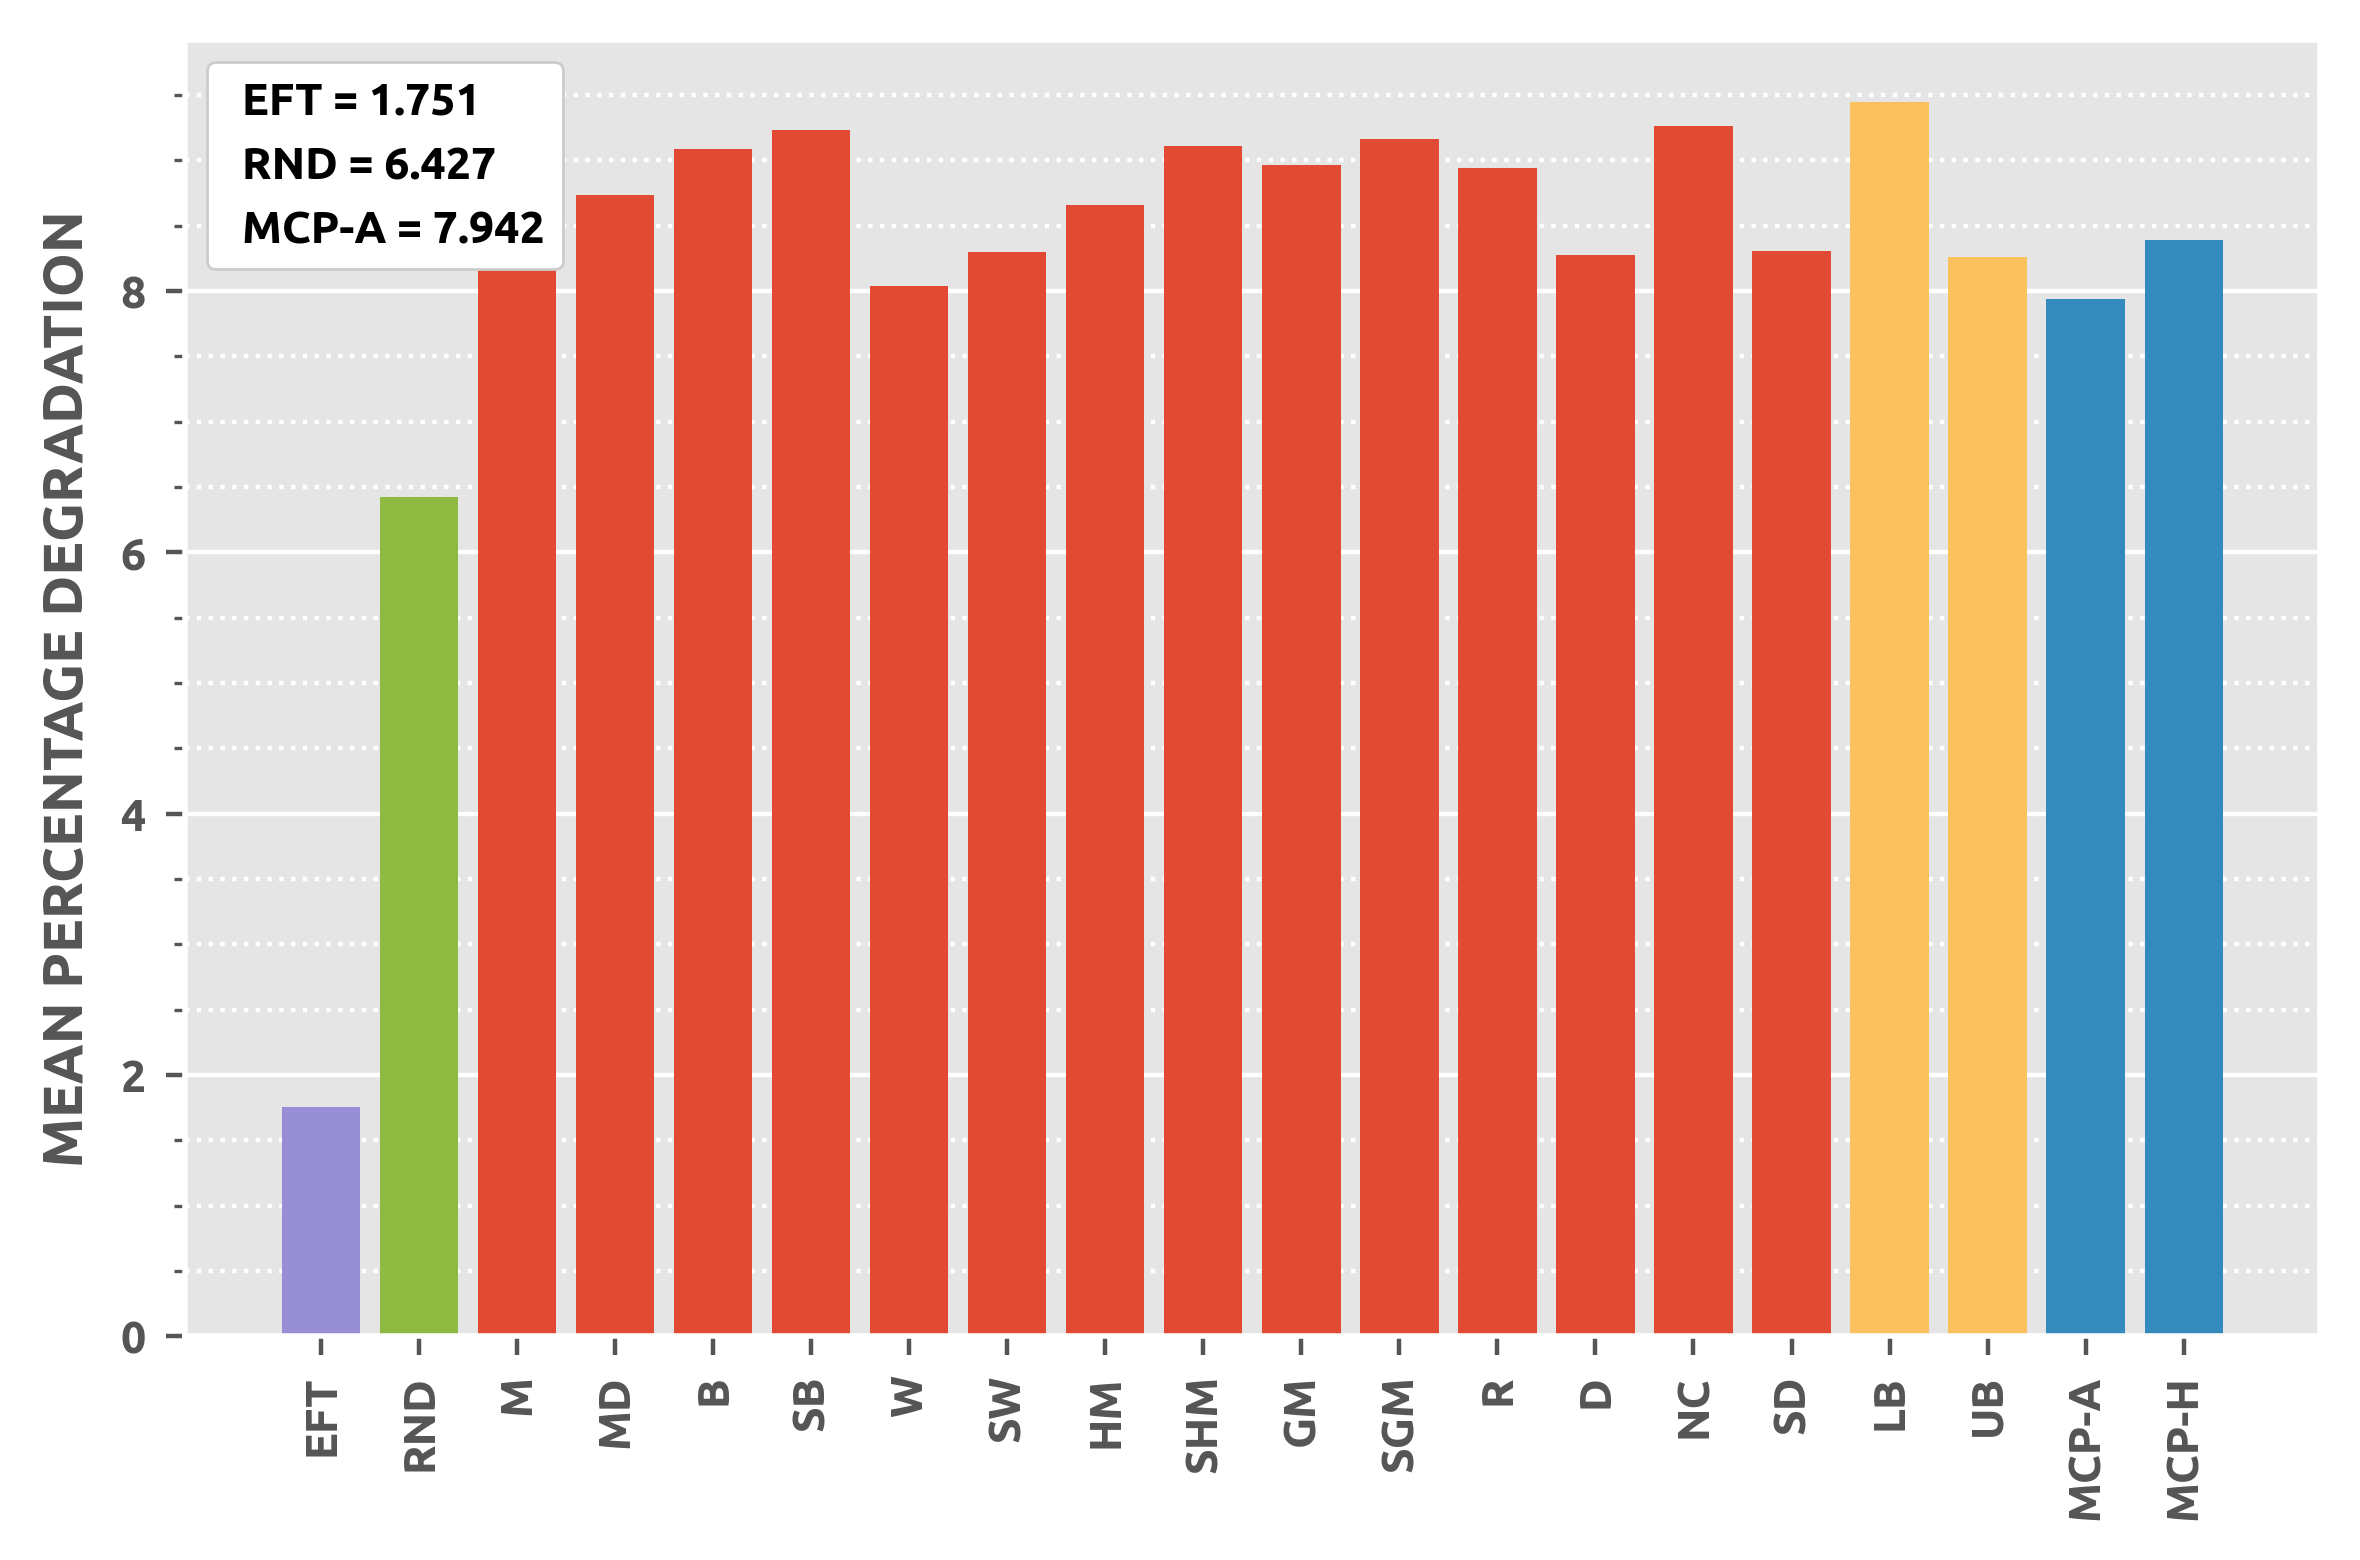 EFT = 1.751
RND = 6.427
MCP-A = 7.942
MEAN PERCENTAGE DEGRADATION
8
6
4
2
0
EFT
RND
M
MD
B
SB
W
SW
HM
SHM
GM
SGM
R
D
NC
SD
LB
UB
MCP-A
MCP-H